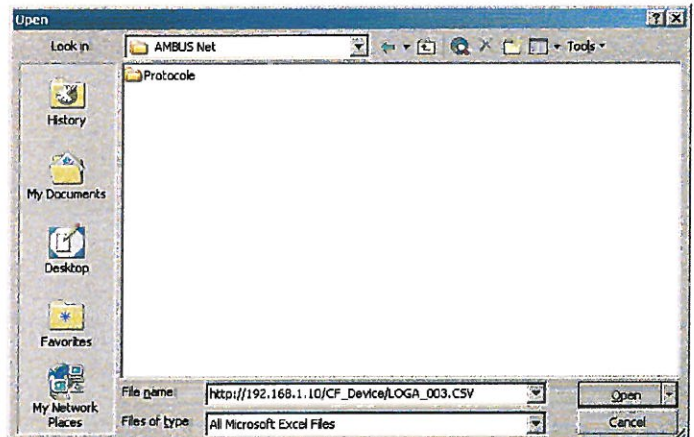 Open
Look in
AMBUS Net
Tools
Protocole
History
My Documents
Desktop
Favorites
My Network
Places
File name:
http://192.168.1.10/CF_Device/LOGA_003.CSV
Open
Files of type:
All Microsoft Excel Files
Cancel